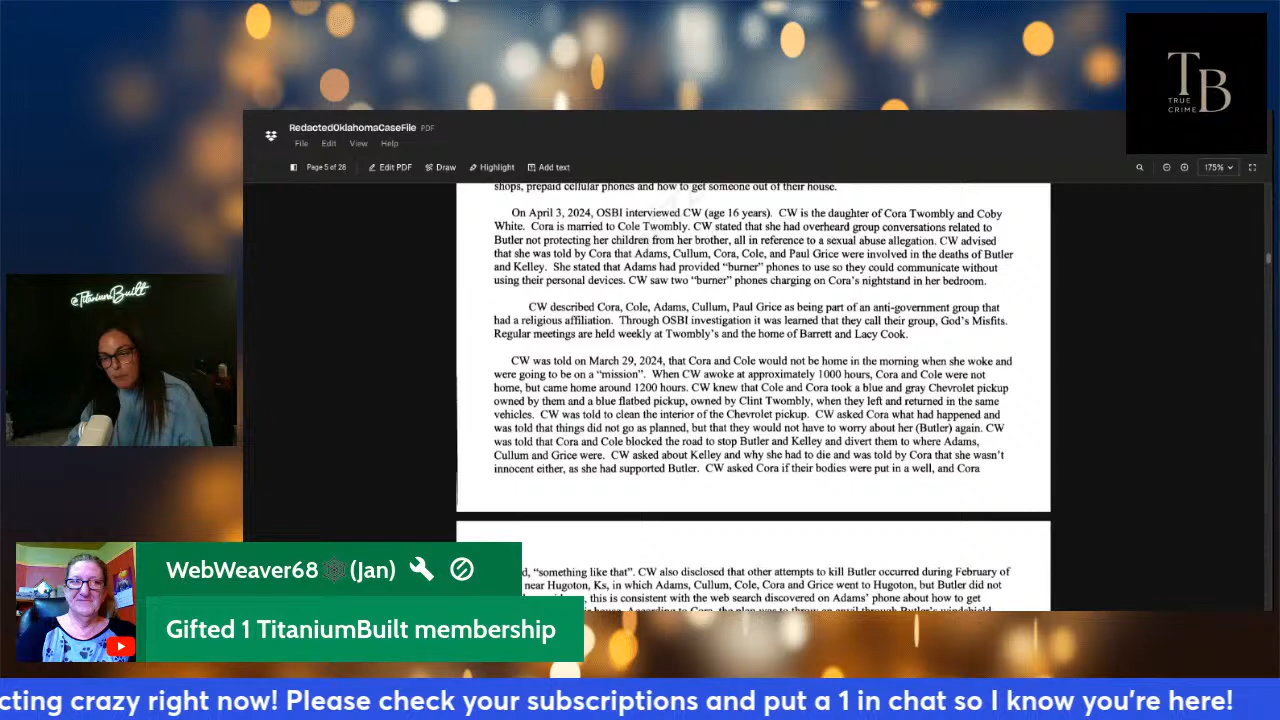 TB
TRUE
CRIME
RedactedOklahomaCaseFile PDF
File Edit View Help
Page 5 of 28 Edit PDF Draw Highlight Add text 175%
shops, prepaid cellular phones and how to get someone out of their house.
On April 3, 2024, OSBI interviewed CW (age 16 years). CW is the daughter of Cora Twombly and Coby
White. Cora is married to Cole Twombly. CW stated that she had overheard group conversations related to
Butler not protecting her children from her brother, all in reference to a sexual abuse allegation. CW advised
that she was told by Cora that Adams, Cullum, Cora, Cole, and Paul Grice were involved in the deaths of Butler
and Kelley. She stated that Adams had provided “burner” phones to use so they could communicate without
using their personal devices. CW saw two “burner” phones charging on Cora’s nightstand in her bedroom.
CW described Cora, Cole, Adams, Cullum, Paul Grice as being part of an anti-government group that
had a religious affiliation. Through OSBI investigation it was learned that they call their group, God’s Misfits.
Regular meetings are held weekly at Twombly’s and the home of Barrett and Lacy Cook.
CW was told on March 29, 2024, that Cora and Cole would not be home in the morning when she woke and
were going to be on a “mission”. When CW awoke at approximately 1000 hours, Cora and Cole were not
home, but came home around 1200 hours. CW knew that Cole and Cora took a blue and gray Chevrolet pickup
owned by them and a blue flatbed pickup, owned by Clint Twombly, when they left and returned in the same
vehicles. CW was told to clean the interior of the Chevrolet pickup. CW asked Cora what had happened and
was told that things did not go as planned, but that they would not have to worry about her (Butler) again. CW
was told that Cora and Cole blocked the road to stop Butler and Kelley and divert them to where Adams,
Cullum and Grice were. CW asked about Kelley and why she had to die and was told by Cora that she wasn’t
innocent either, as she had supported Butler. CW asked Cora if their bodies were put in a well, and Cora
d, “something like that”. CW also disclosed that other attempts to kill Butler occurred during February of
near Hugoton, Ks, in which Adams, Cullum, Cole, Cora and Grice went to Hugoton, but Butler did not
this is consistent with the web search discovered on Adams’ phone about how to get
@TitaniumBuilt
WebWeaver68🕸(Jan)
Gifted 1 TitaniumBuilt membership
cting crazy right now! Please check your subscriptions and put a 1 in chat so I know you’re here!